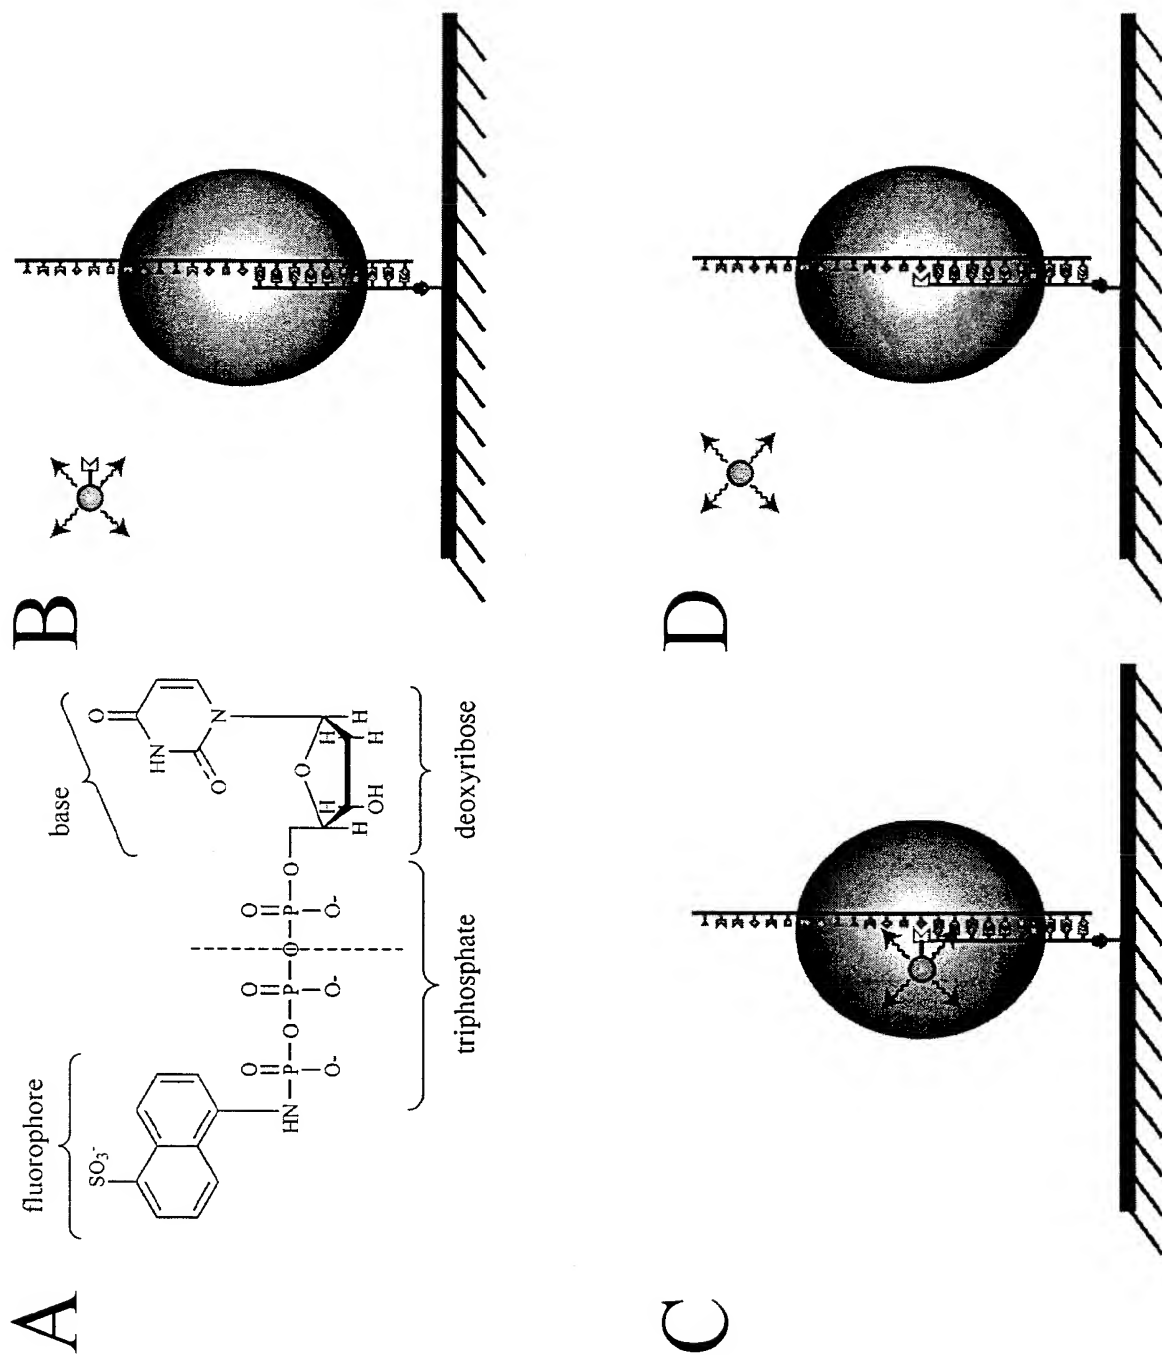 A
B
fluorophore
base
SO₃⁻
O
HN
O
N
O O O
HN P O P O P O
O
H H
O- O- O-
H H
OH H
triphosphate
deoxyribose
C
D